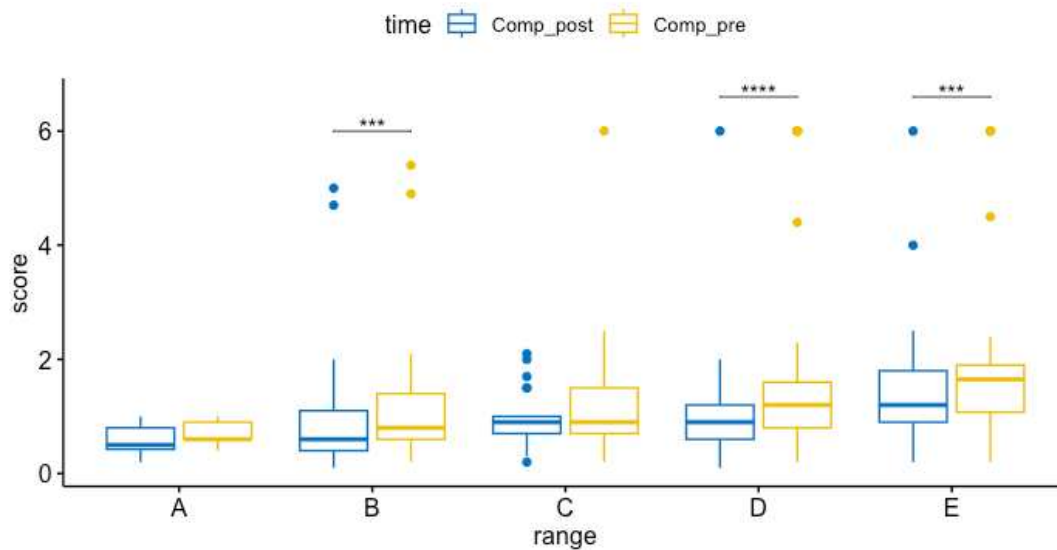 time Comp_post Comp_pre
*** **** ***
6
4
2
0
score
A B C D E
range